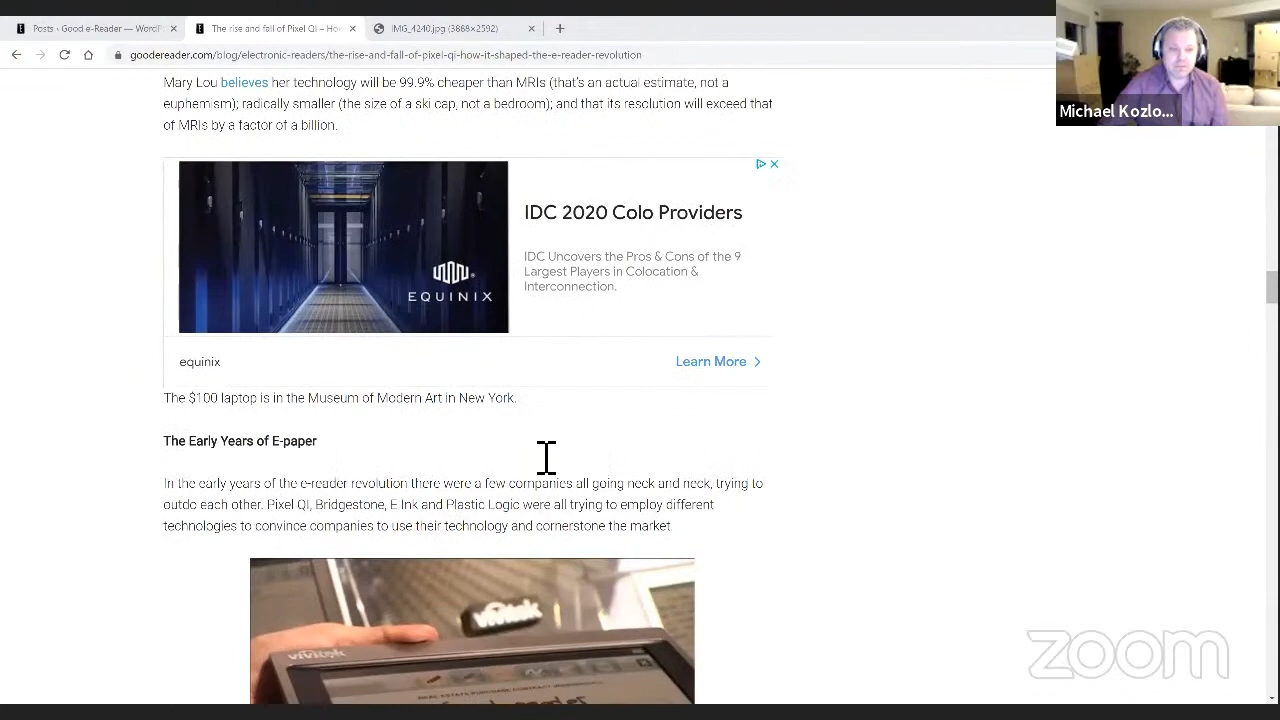 Posts ‹ Good e-Reader — WordP
The rise and fall of Pixel QI – Ho
IMG_4240.jpg (3888×2592)
goodereader.com/blog/electronic-readers/the-rise-and-fall-of-pixel-qi-and-how-it-shaped-the-e-reader-revolution
Michael Kozlo...
Mary Lou believes her technology will be 99.9% cheaper than MRIs (that's an actual estimate, not a
euphemism); radically smaller (the size of a ski cap, not a bedroom), and that its resolution will exceed that
of MRIs by a factor of a billion.
IDC 2020 Colo Providers
IDC Uncovers the Pros & Cons of the 9
Largest Players in Colocation &
Interconnection.
EQUINIX
equinix
Learn More
The $100 laptop is in the Museum of Modern Art in New York.
The Early Years of E-paper
In the early years of the e-reader revolution there were a few companies all going neck and neck, trying to
outdo each other. Pixel QI, Bridgestone, E Ink and Plastic Logic were all trying to employ different
technologies to convince companies to use their technology and cornerstone the market.
vivitek
vivitek
zoom